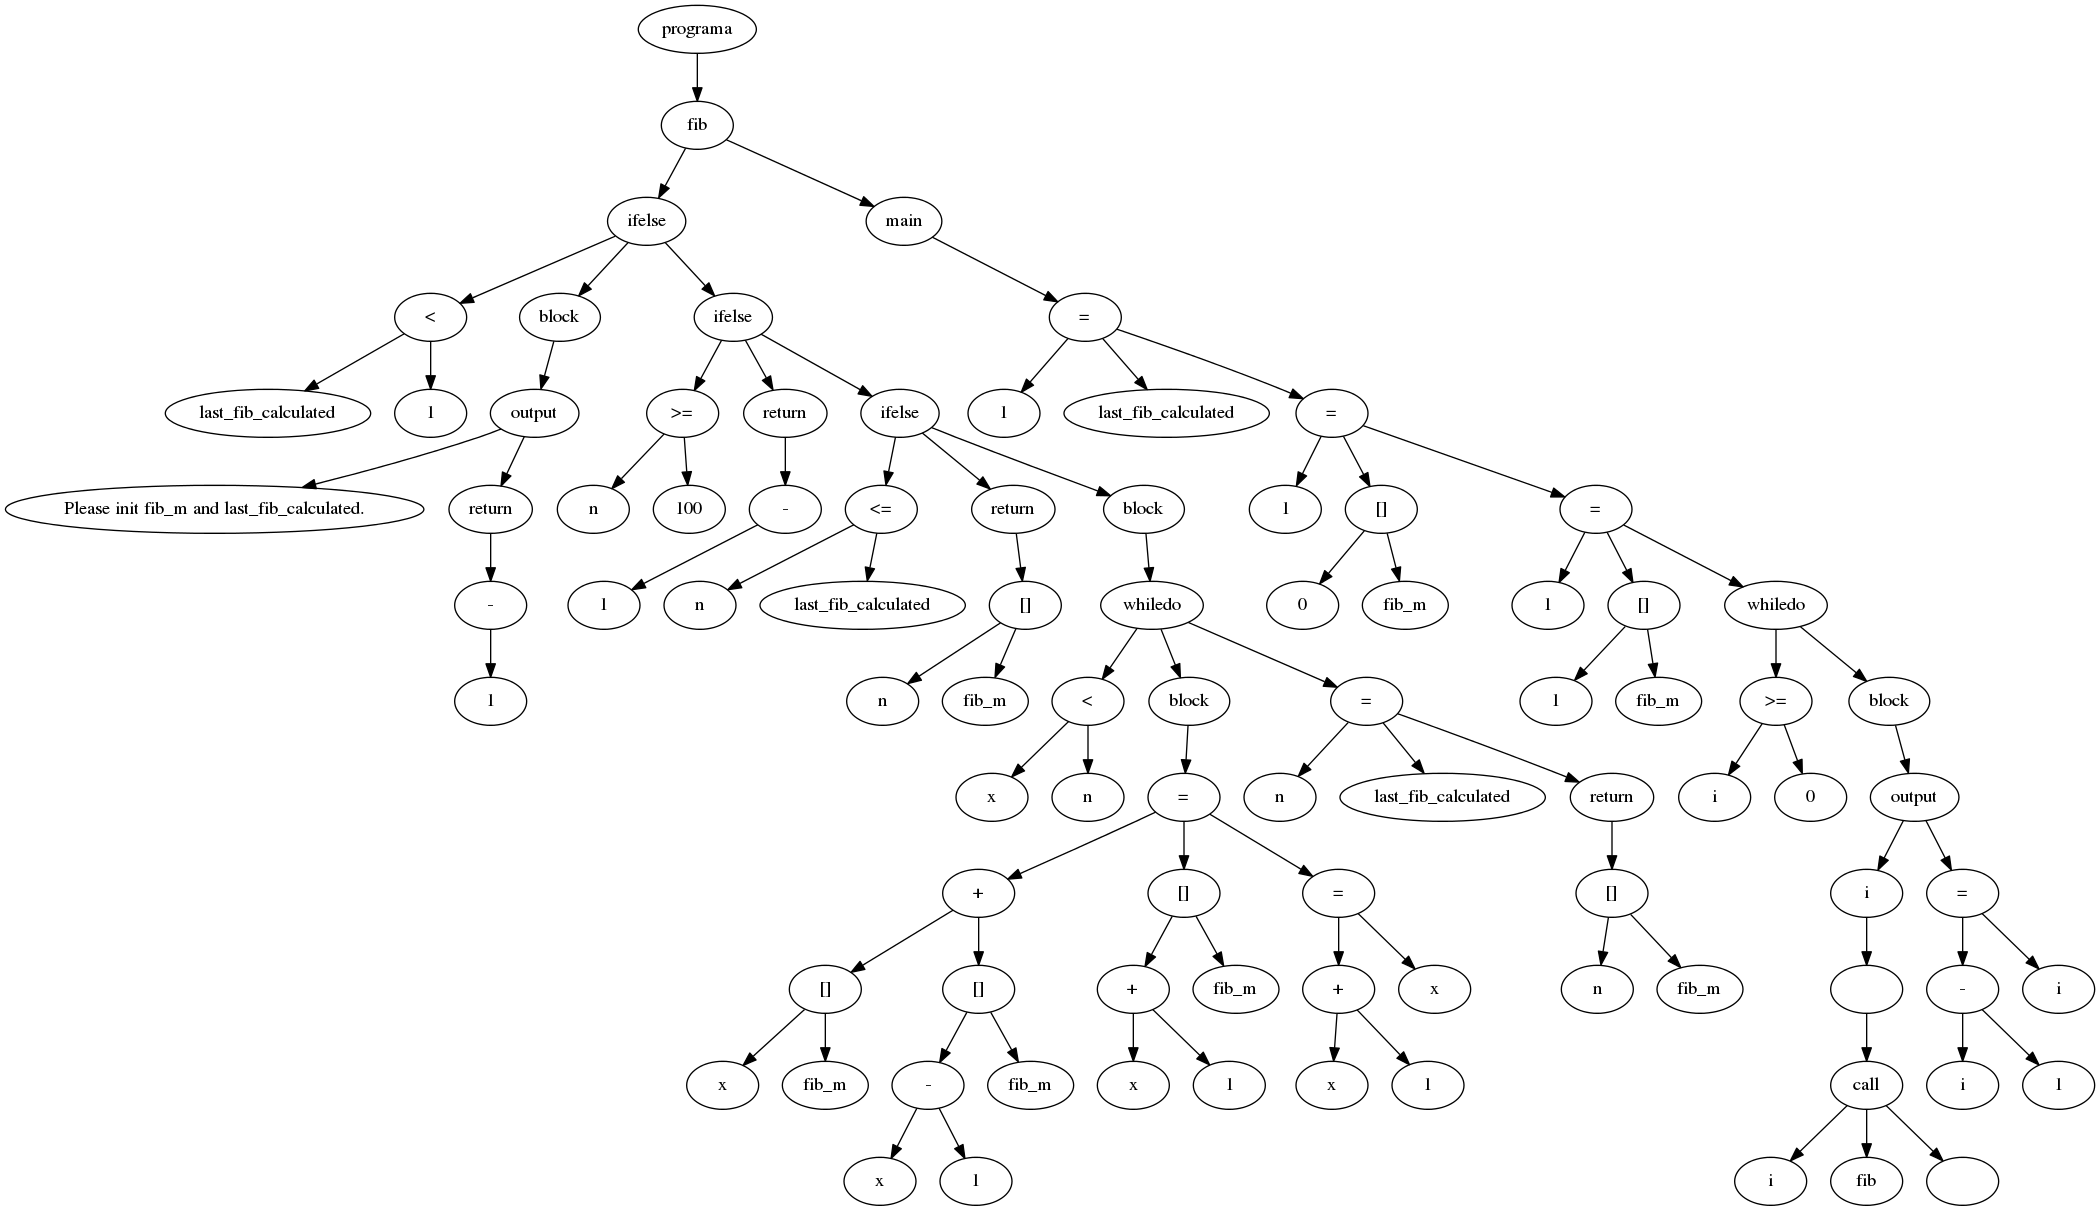 programa
fib
ifelse main
< block ifelse =
last_fib_calculated 1 output >= return ifelse 1 last_fib_calculated =
Please init fib_m and last_fib_calculated. return n 100 - <= return block 1 [] =
- 1 n last_fib_calculated [] whiledo 0 fib_m 1 [] whiledo
1 n fib_m < block = 1 fib_m >= block
x n = n last_fib_calculated return i 0 output
+ [] = [] i =
[] [] + fib_m + x n fib_m - i
x fib_m - fib_m x 1 x 1 call i 1
x 1 i fib